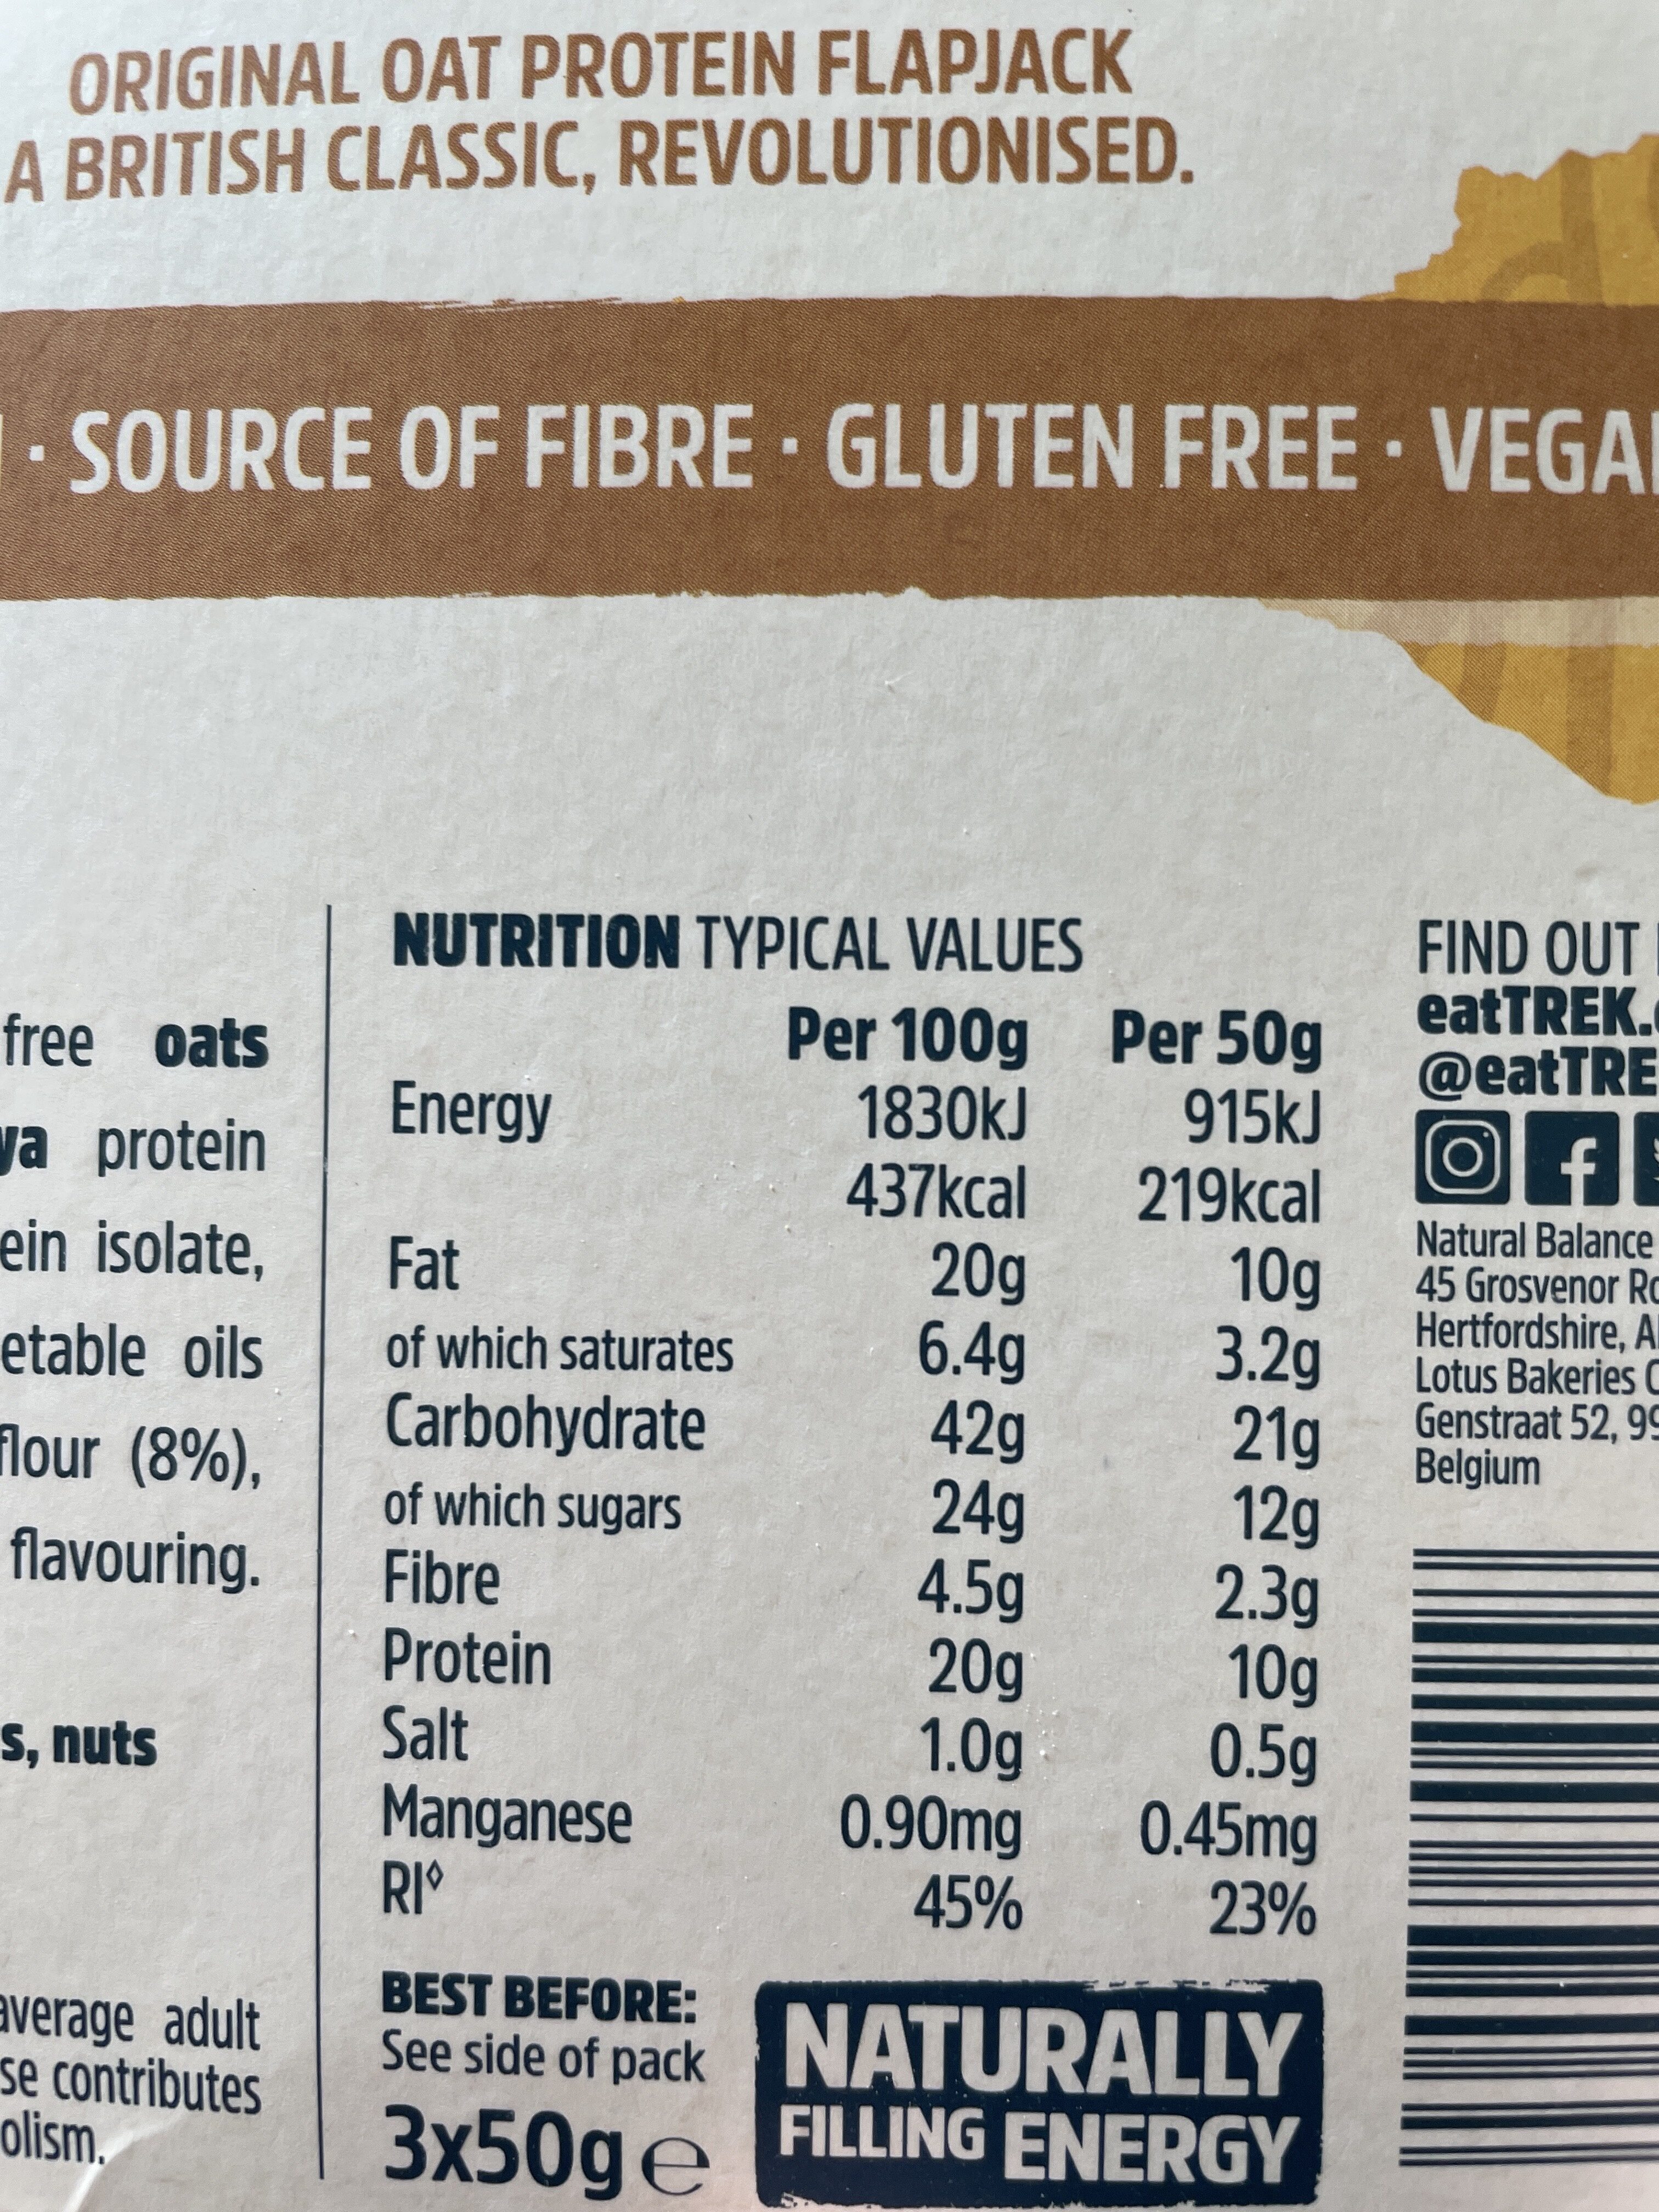 ORIGINAL OAT PROTEIN FLAPJACK
A BRITISH CLASSIC, REVOLUTIONISED.
· SOURCE OF FIBRE · GLUTEN FREE ·
free oats
protein
isolate,
oils
flour (8%),
flavouring.
nuts
average adult
contributes
NUTRITION TYPICAL VALUES
Per 100g Per 50g
Energy 1830kJ 915kJ
437kcal 219kcal
Fat 20g 10g
of which saturates 6.4g 3.2g
Carbohydrate 42g 21g
of which sugars 24g 12g
Fibre 4.5g 2.3g
Protein 20g 10g
Salt 1.0g 0.5g
Manganese 0.90mg 0.45mg
RI◊ 45% 23%
BEST BEFORE:
See side of pack
3x50g e
NATURALLY
FILLING ENERGY
FIND OUT
eatTREK.
@eatTRE
Natural Balance
45 Grosvenor
Hertfordshire,
Lotus Bakeries
Genstraat 52,
Belgium